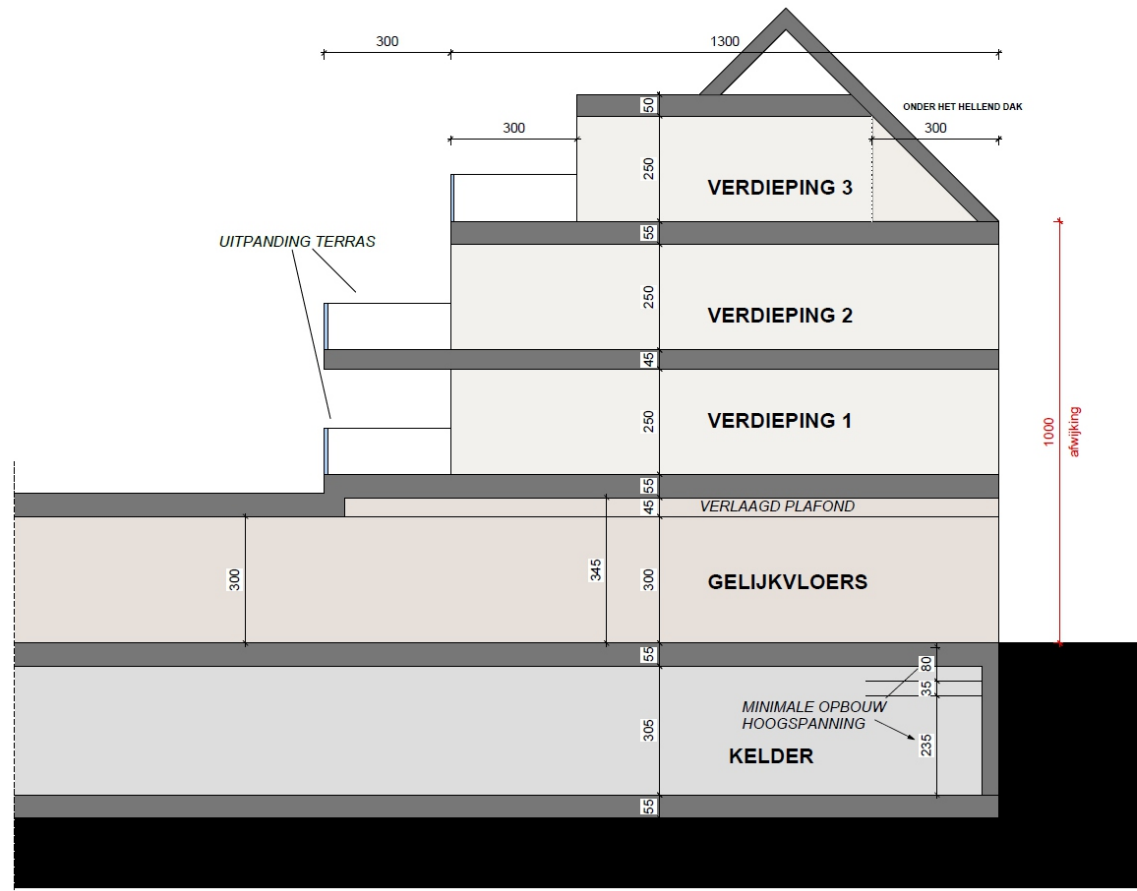 300
1300
ONDER HET HELLEND DAK
50
300
300
250
VERDIEPING 3
55
UITPANDING TERRAS
250
VERDIEPING 2
45
250
VERDIEPING 1
1000
afwijking
55
45
VERLAAGD PLAFOND
300
345
300
GELIJKVLOERS
55
80
35
MINIMALE OPBOUW
HOOGSPANNING
305
235
KELDER
55